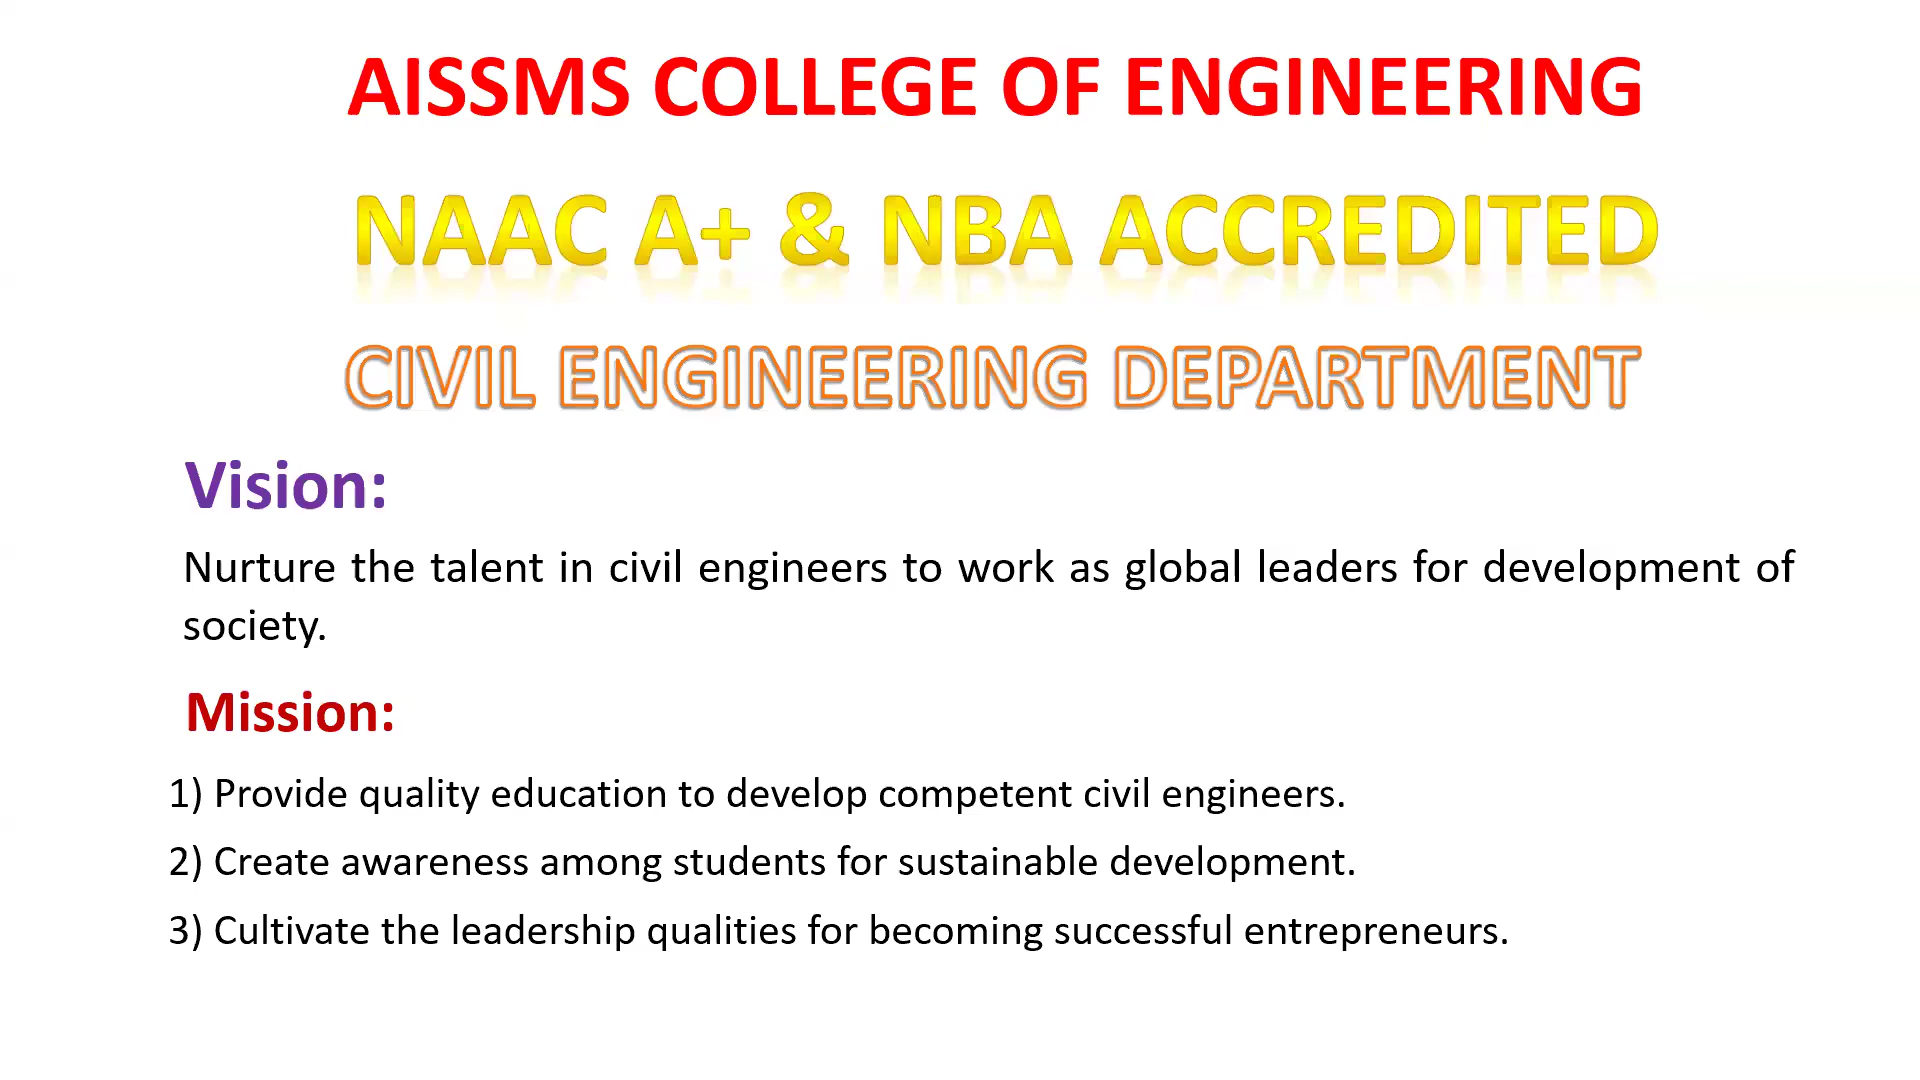 AISSMS COLLEGE OF ENGINEERING
NAAC A+ & NBA ACCREDITED
CIVIL ENGINEERING DEPARTMENT
Vision:
Nurture the talent in civil engineers to work as global leaders for development of
society.
Mission:
1) Provide quality education to develop competent civil engineers.
2) Create awareness among students for sustainable development.
3) Cultivate the leadership qualities for becoming successful entrepreneurs.